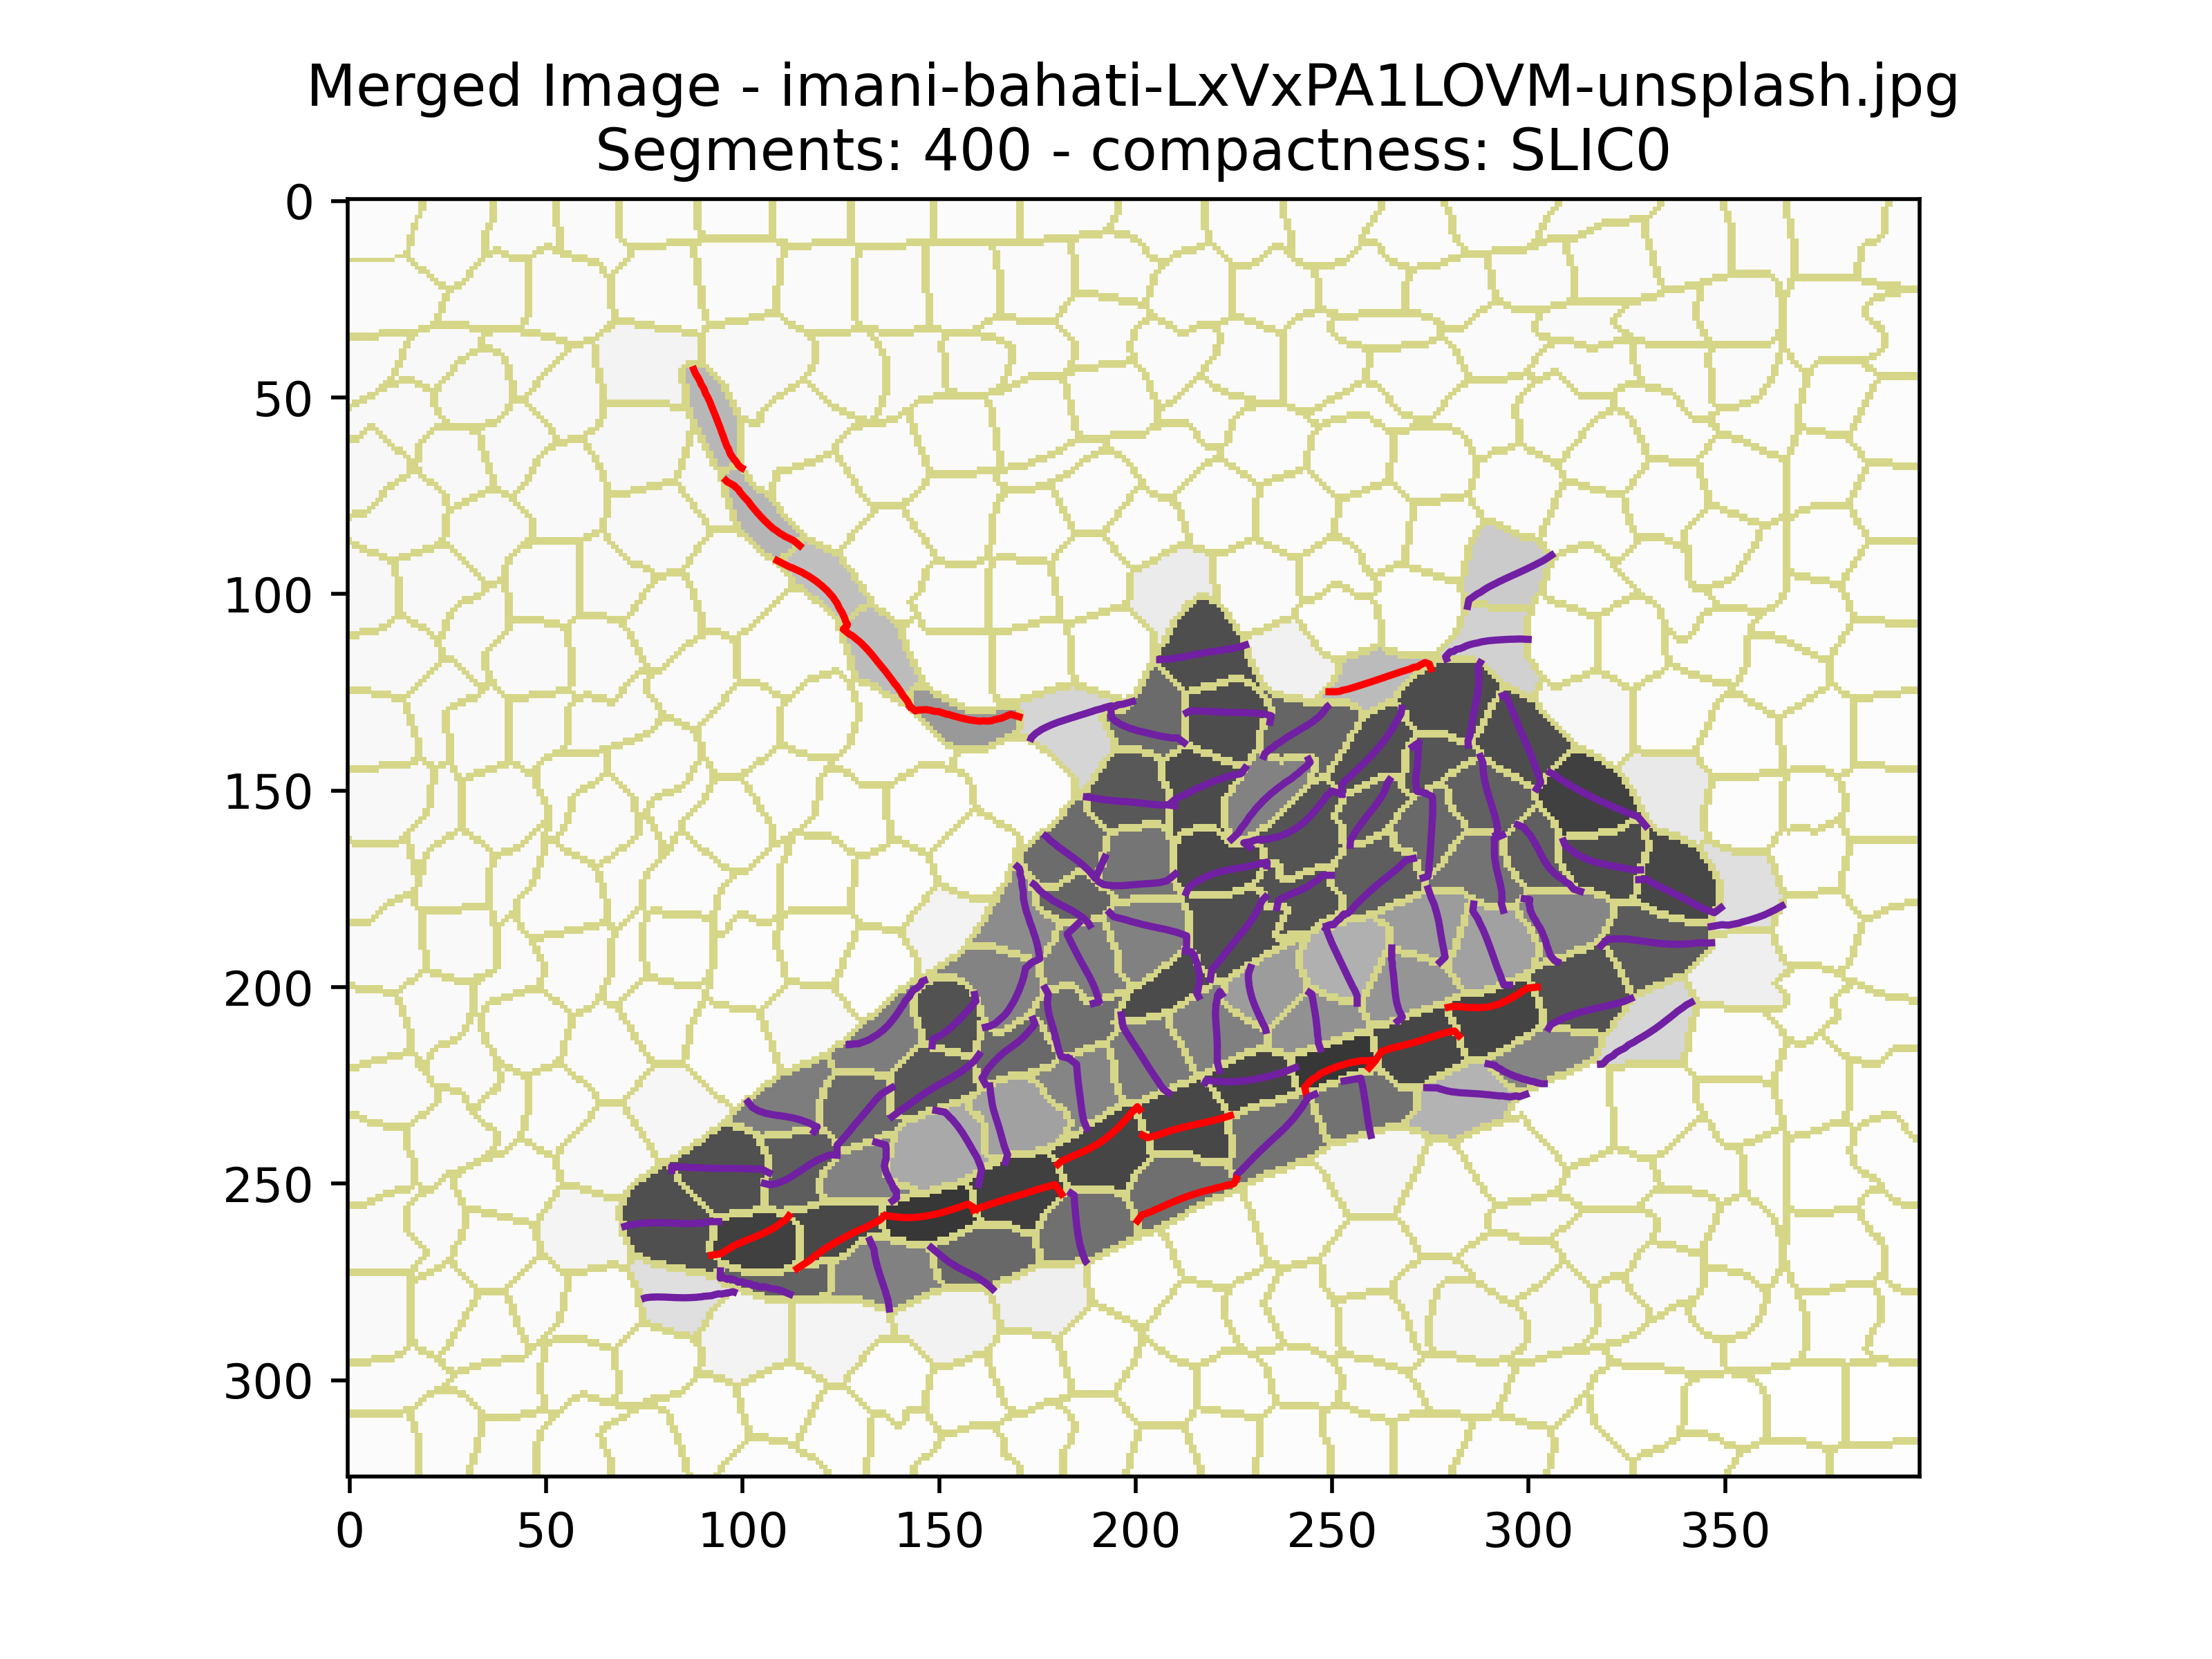 Merged Image - imani-bahati-LxVxPA1LOVM-unsplash.jpg
Segments: 400 - compactness: SLIC0
0
50
100
150
200
250
300
0 50 100 150 200 250 300 350